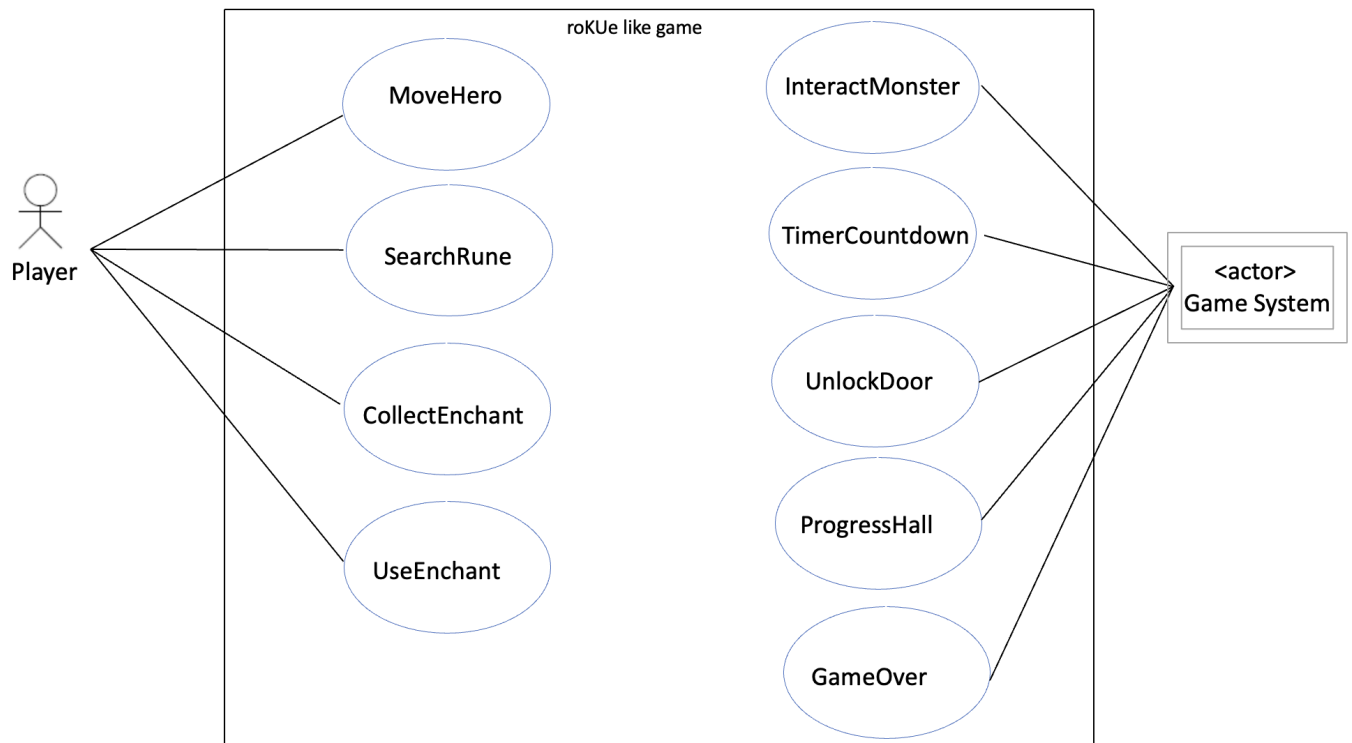 roKUe like game
MoveHero
SearchRune
CollectEnchant
UseEnchant
Player
InteractMonster
TimerCountdown
UnlockDoor
ProgressHall
GameOver
<actor>
Game System